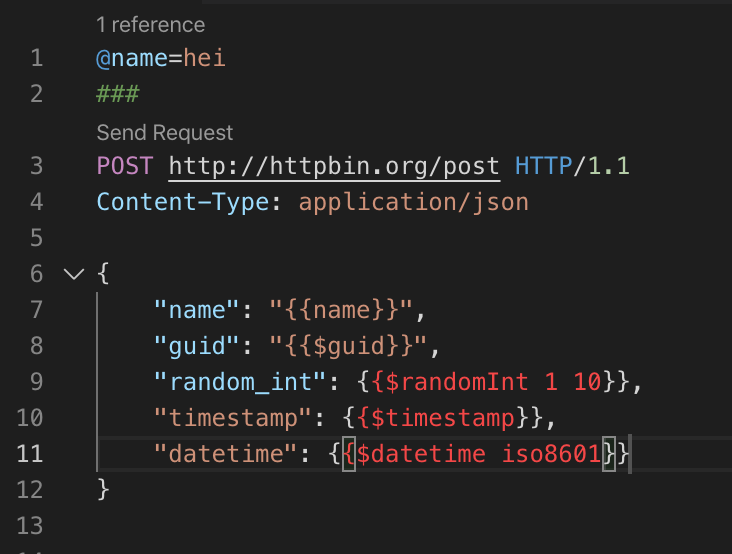 1 reference
1 @name=hei
2 ###
Send Request
3 POST http://httpbin.org/post HTTP/1.1
4 Content-Type: application/json
5
6 {
7     "name": "{{name}}",
8     "guid": "{{$guid}}",
9     "random_int": {{$randomInt 1 10}},
10     "timestamp": {{$timestamp}},
11     "datetime": {{$datetime iso8601}}
12 }
13